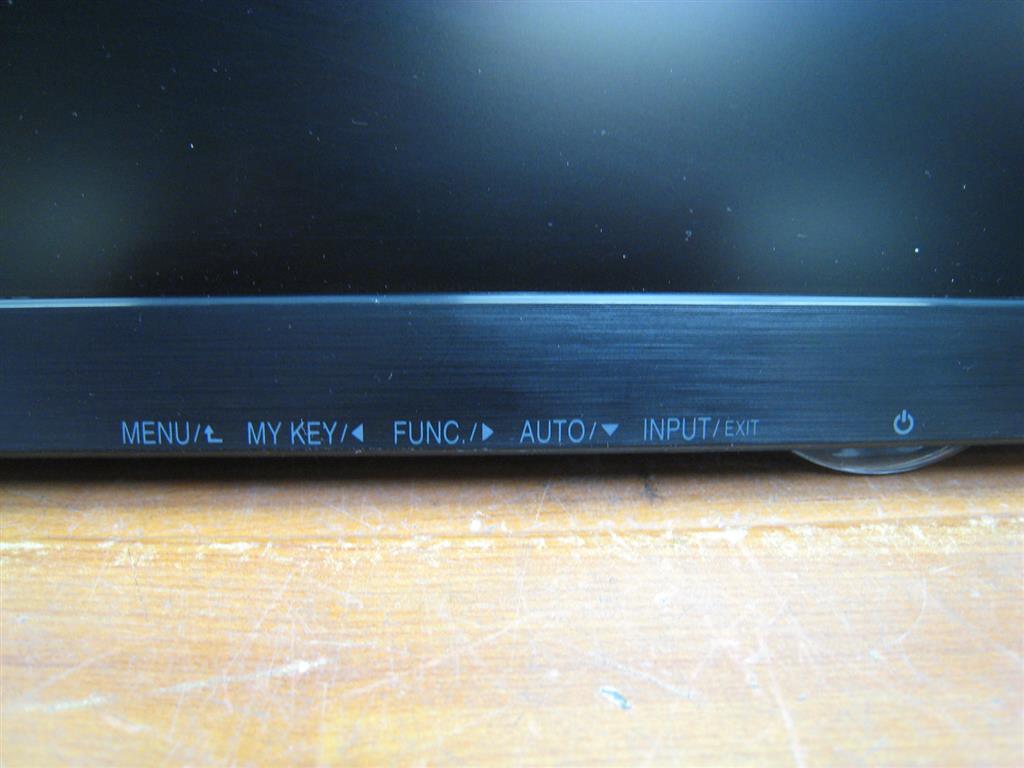 MENU/⮤ MY KEY/◀ FUNC./▶ AUTO/▼ INPUT/EXIT ⏻